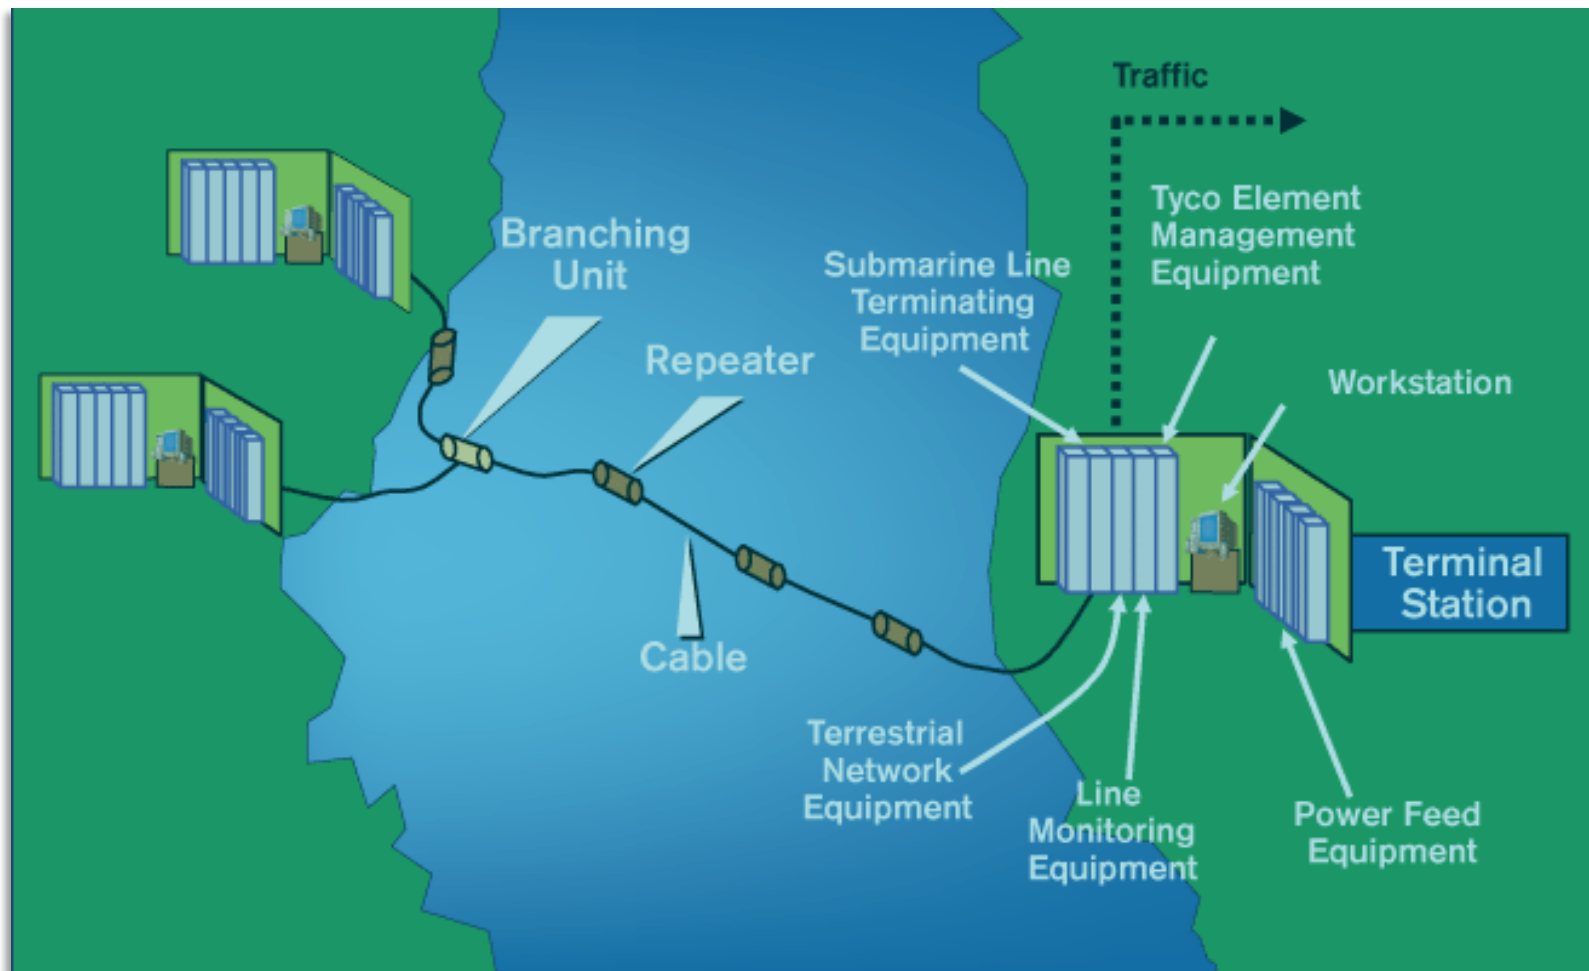 Traffic
Tyco Element
Management
Equipment
Branching
Unit
Submarine Line
Terminating
Equipment
Repeater
Workstation
Terminal
Station
Cable
Terrestrial
Network
Equipment
Line
Monitoring
Equipment
Power Feed
Equipment